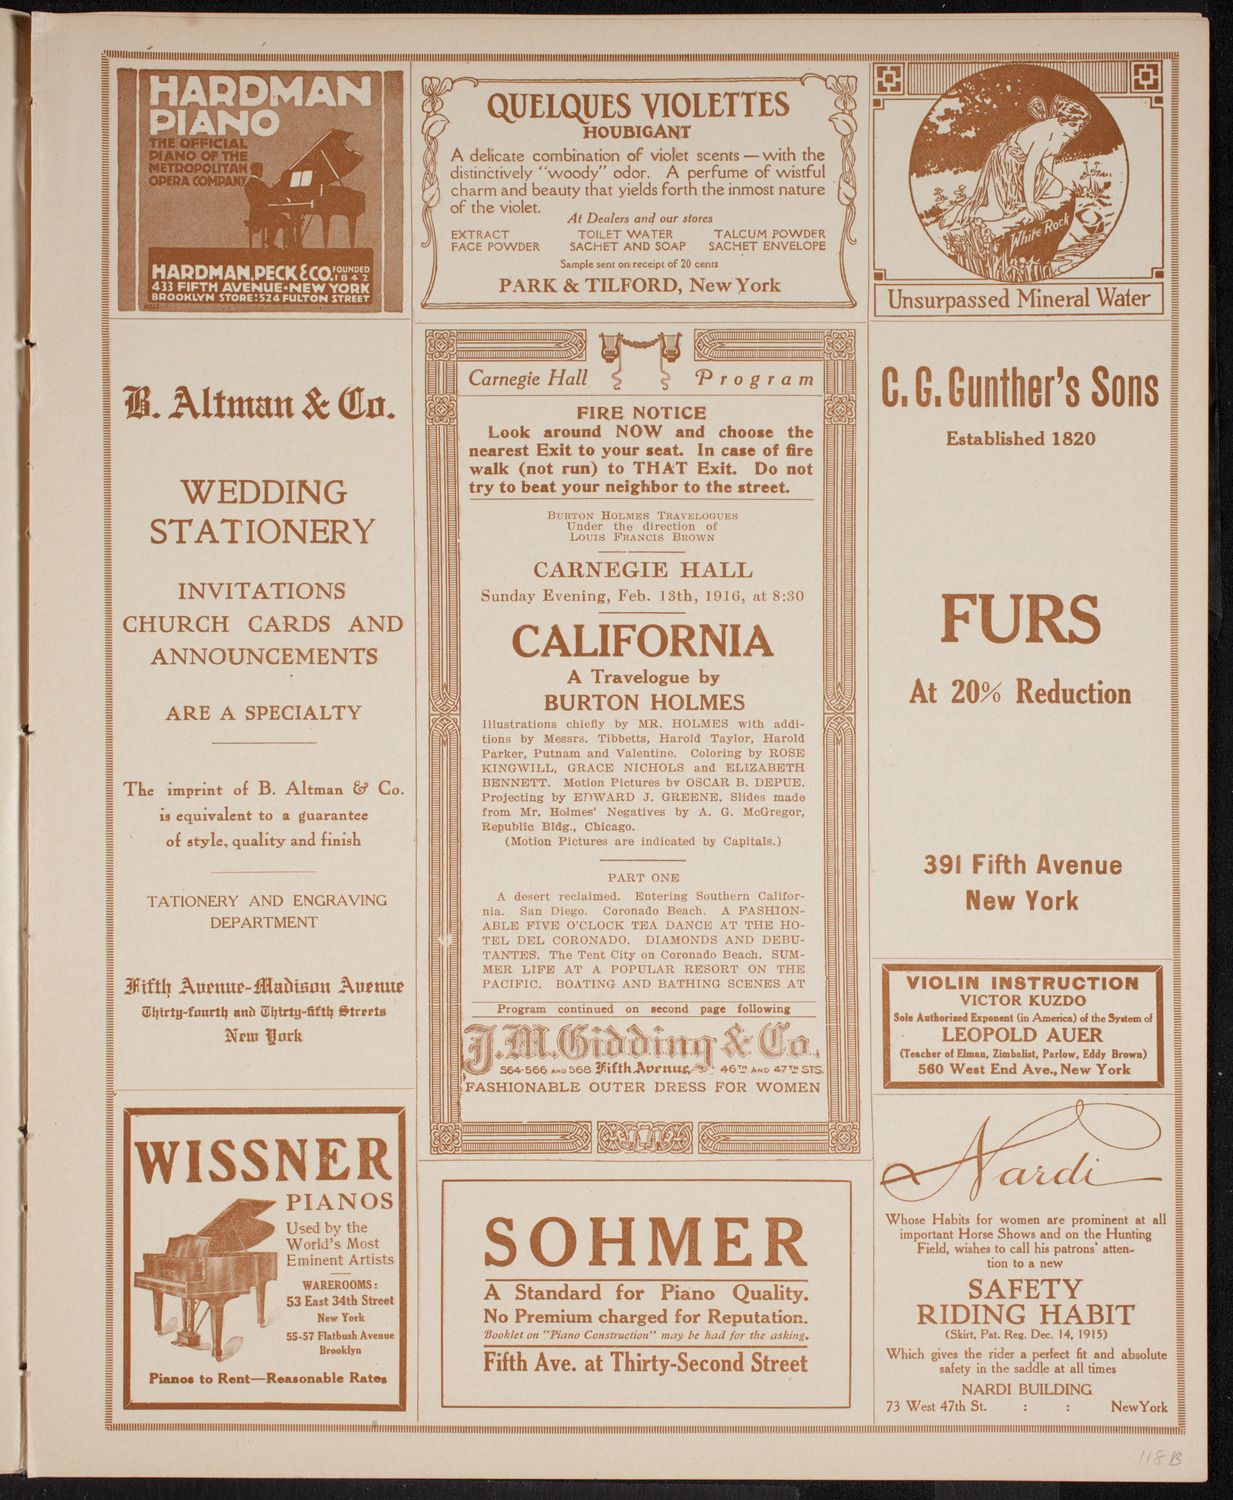 HARDMAN
PIANO
THE OFFICIAL
PIANO OF THE
METROPOLITAN
OPERA COMPANY
HARDMAN, PECK & CO. FOUNDED 1842
433 FIFTH AVENUE - NEW YORK
BROOKLYN STORE: 524 FULTON STREET
B. Altman & Co.
WEDDING
STATIONERY
INVITATIONS
CHURCH CARDS AND
ANNOUNCEMENTS
ARE A SPECIALTY
The imprint of B. Altman & Co.
is equivalent to a guarantee
of style, quality and finish
TATIONERY AND ENGRAVING
DEPARTMENT
Fifth Avenue-Madison Avenue
Thirty-fourth and Thirty-fifth Streets
New York
WISSNER
PIANOS
Used by the
World's Most
Eminent Artists
WAREROOMS:
53 East 34th Street
New York
55-57 Flatbush Avenue
Brooklyn
Pianos to Rent—Reasonable Rates
QUELQUES VIOLETTES
HOUBIGANT
A delicate combination of violet scents — with the
distinctively "woody" odor. A perfume of wistful
charm and beauty that yields forth the inmost nature
of the violet.
At Dealers and our stores
EXTRACT TOILET WATER TALCUM POWDER
FACE POWDER SACHET AND SOAP SACHET ENVELOPE
Sample sent on receipt of 20 cents
PARK & TILFORD, New York
Carnegie Hall Program
FIRE NOTICE
Look around NOW and choose the
nearest Exit to your seat. In case of fire
walk (not run) to THAT Exit. Do not
try to beat your neighbor to the street.
BURTON HOLMES TRAVELOGUES
Under the direction of
LOUIS FRANCIS BROWN
CARNEGIE HALL
Sunday Evening, Feb. 13th, 1916, at 8:30
CALIFORNIA
A Travelogue by
BURTON HOLMES
Illustrations chiefly by MR. HOLMES with addi-
tions by Messrs. Tibbetts, Harold Taylor, Harold
Parker, Putnam and Valentine. Coloring by ROSE
KINGWILL, GRACE NICHOLS and ELIZABETH
BENNETT. Motion Pictures by OSCAR B. DEPUE.
Projecting by EDWARD J. GREENE. Slides made
from Mr. Holmes' Negatives by A. G. McGregor,
Republic Bldg., Chicago.
(Motion Pictures are indicated by Capitals.)
PART ONE
A desert reclaimed. Entering Southern Califor-
nia. San Diego. Coronado Beach. A FASHION-
ABLE FIVE O'CLOCK TEA DANCE AT THE HO-
TEL DEL CORONADO. DIAMONDS AND DEBU-
TANTES. The Tent City on Coronado Beach. SUM-
MER LIFE AT A POPULAR RESORT ON THE
PACIFIC. BOATING AND BATHING SCENES AT
Program continued on second page following
J. M. Gidding & Co.
564-566 AND 568 Fifth Avenue, 46TH AND 47TH STS.
FASHIONABLE OUTER DRESS FOR WOMEN
SOHMER
A Standard for Piano Quality.
No Premium charged for Reputation.
Booklet on "Piano Construction" may be had for the asking.
Fifth Ave. at Thirty-Second Street
White Rock
Unsurpassed Mineral Water
C. G. Gunther's Sons
Established 1820
FURS
At 20% Reduction
391 Fifth Avenue
New York
VIOLIN INSTRUCTION
VICTOR KUZDO
Sole Authorized Exponent (in America) of the System of
LEOPOLD AUER
(Teacher of Elman, Zimbalist, Parlow, Eddy Brown)
560 West End Ave., New York
Nardi
Whose Habits for women are prominent at all
important Horse Shows and on the Hunting
Field, wishes to call his patrons' atten-
tion to a new
SAFETY
RIDING HABIT
(Skirt, Pat. Reg. Dec. 14, 1915)
Which gives the rider a perfect fit and absolute
safety in the saddle at all times
NARDI BUILDING
73 West 47th St. : : New York
118 B